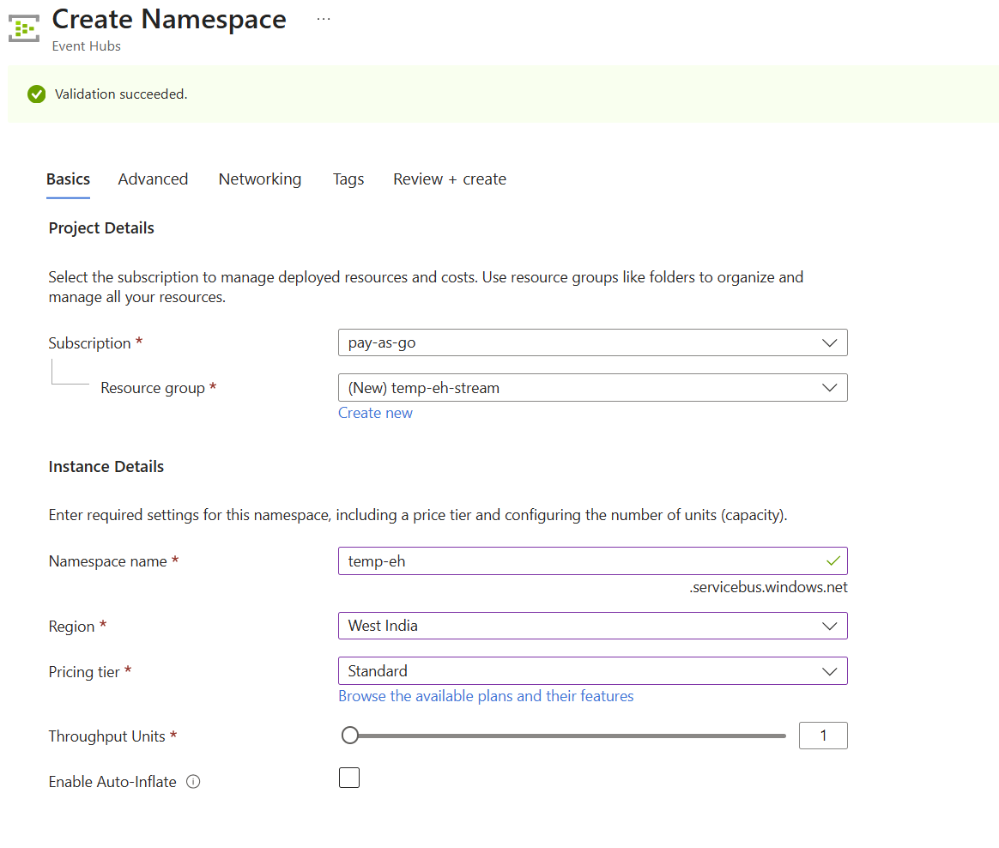 Create Namespace ...
Event Hubs
Validation succeeded.
Basics Advanced Networking Tags Review + create
Project Details
Select the subscription to manage deployed resources and costs. Use resource groups like folders to organize and
manage all your resources.
Subscription * pay-as-go
Resource group * (New) temp-eh-stream
Create new
Instance Details
Enter required settings for this namespace, including a price tier and configuring the number of units (capacity).
Namespace name * temp-eh
.servicebus.windows.net
Region * West India
Pricing tier * Standard
Browse the available plans and their features
Throughput Units * 1
Enable Auto-Inflate